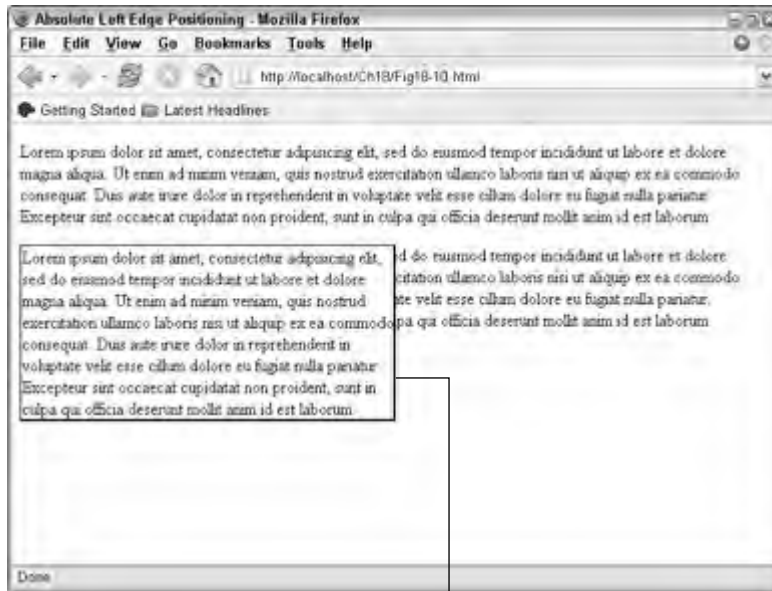 Absolute Left Edge Positioning - Mozilla Firefox
File Edit View Go Bookmarks Tools Help
http://localhost/Ch18/Fig18-10.html
Getting Started Latest Headlines
Lorem ipsum dolor sit amet, consectetur adipisicing elit, sed do eiusmod tempor incididunt ut labore et dolore
magna aliqua. Ut enim ad minim veniam, quis nostrud exercitation ullamco laboris nisi ut aliquip ex ea commodo
consequat. Duis aute irure dolor in reprehenderit in voluptate velit esse cillum dolore eu fugiat nulla pariatur.
Excepteur sint occaecat cupidatat non proident, sunt in culpa qui officia deserunt mollit anim id est laborum
Lorem ipsum dolor sit amet, consectetur adipisicing elit,
sed do eiusmod tempor incididunt ut labore et dolore
magna aliqua. Ut enim ad minim veniam, quis nostrud
exercitation ullamco laboris nisi ut aliquip ex ea commodo
consequat. Duis aute irure dolor in reprehenderit in
voluptate velit esse cillum dolore eu fugiat nulla pariatur.
Excepteur sint occaecat cupidatat non proident, sunt in
culpa qui officia deserunt mollit anim id est laborum
ed do eiusmod tempor incididunt ut labore et dolore
citation ullamco laboris nisi ut aliquip ex ea commodo
ate velit esse cillum dolore eu fugiat nulla pariatur.
pa qui officia deserunt mollit anim id est laborum
Done